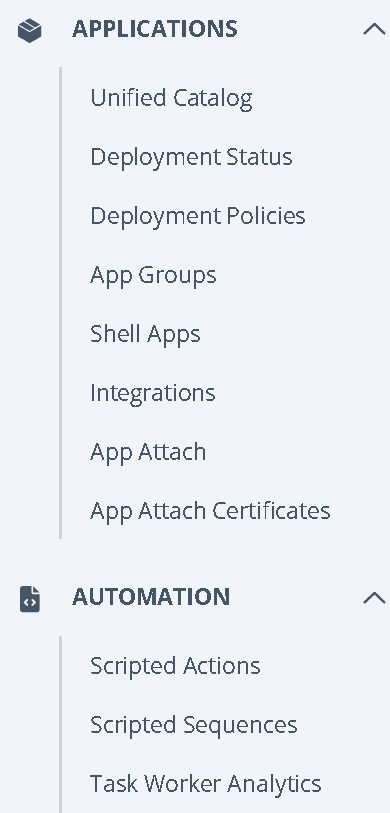 APPLICATIONS
Unified Catalog
Deployment Status
Deployment Policies
App Groups
Shell Apps
Integrations
App Attach
App Attach Certificates
AUTOMATION
Scripted Actions
Scripted Sequences
Task Worker Analytics